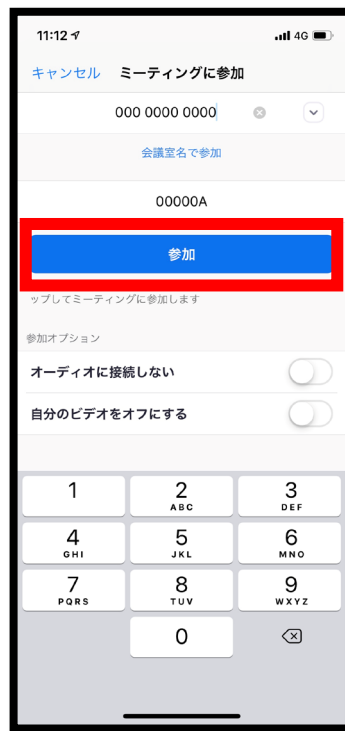 11:12 4G
キャンセル ミーティングに参加
000 0000 0000
会議室名で参加
00000A
参加
ップしてミーティングに参加します
参加オプション
オーディオに接続しない
自分のビデオをオフにする
1 2 3
ABC DEF
4 5 6
GHI JKL MNO
7 8 9
PQRS TUV WXYZ
0